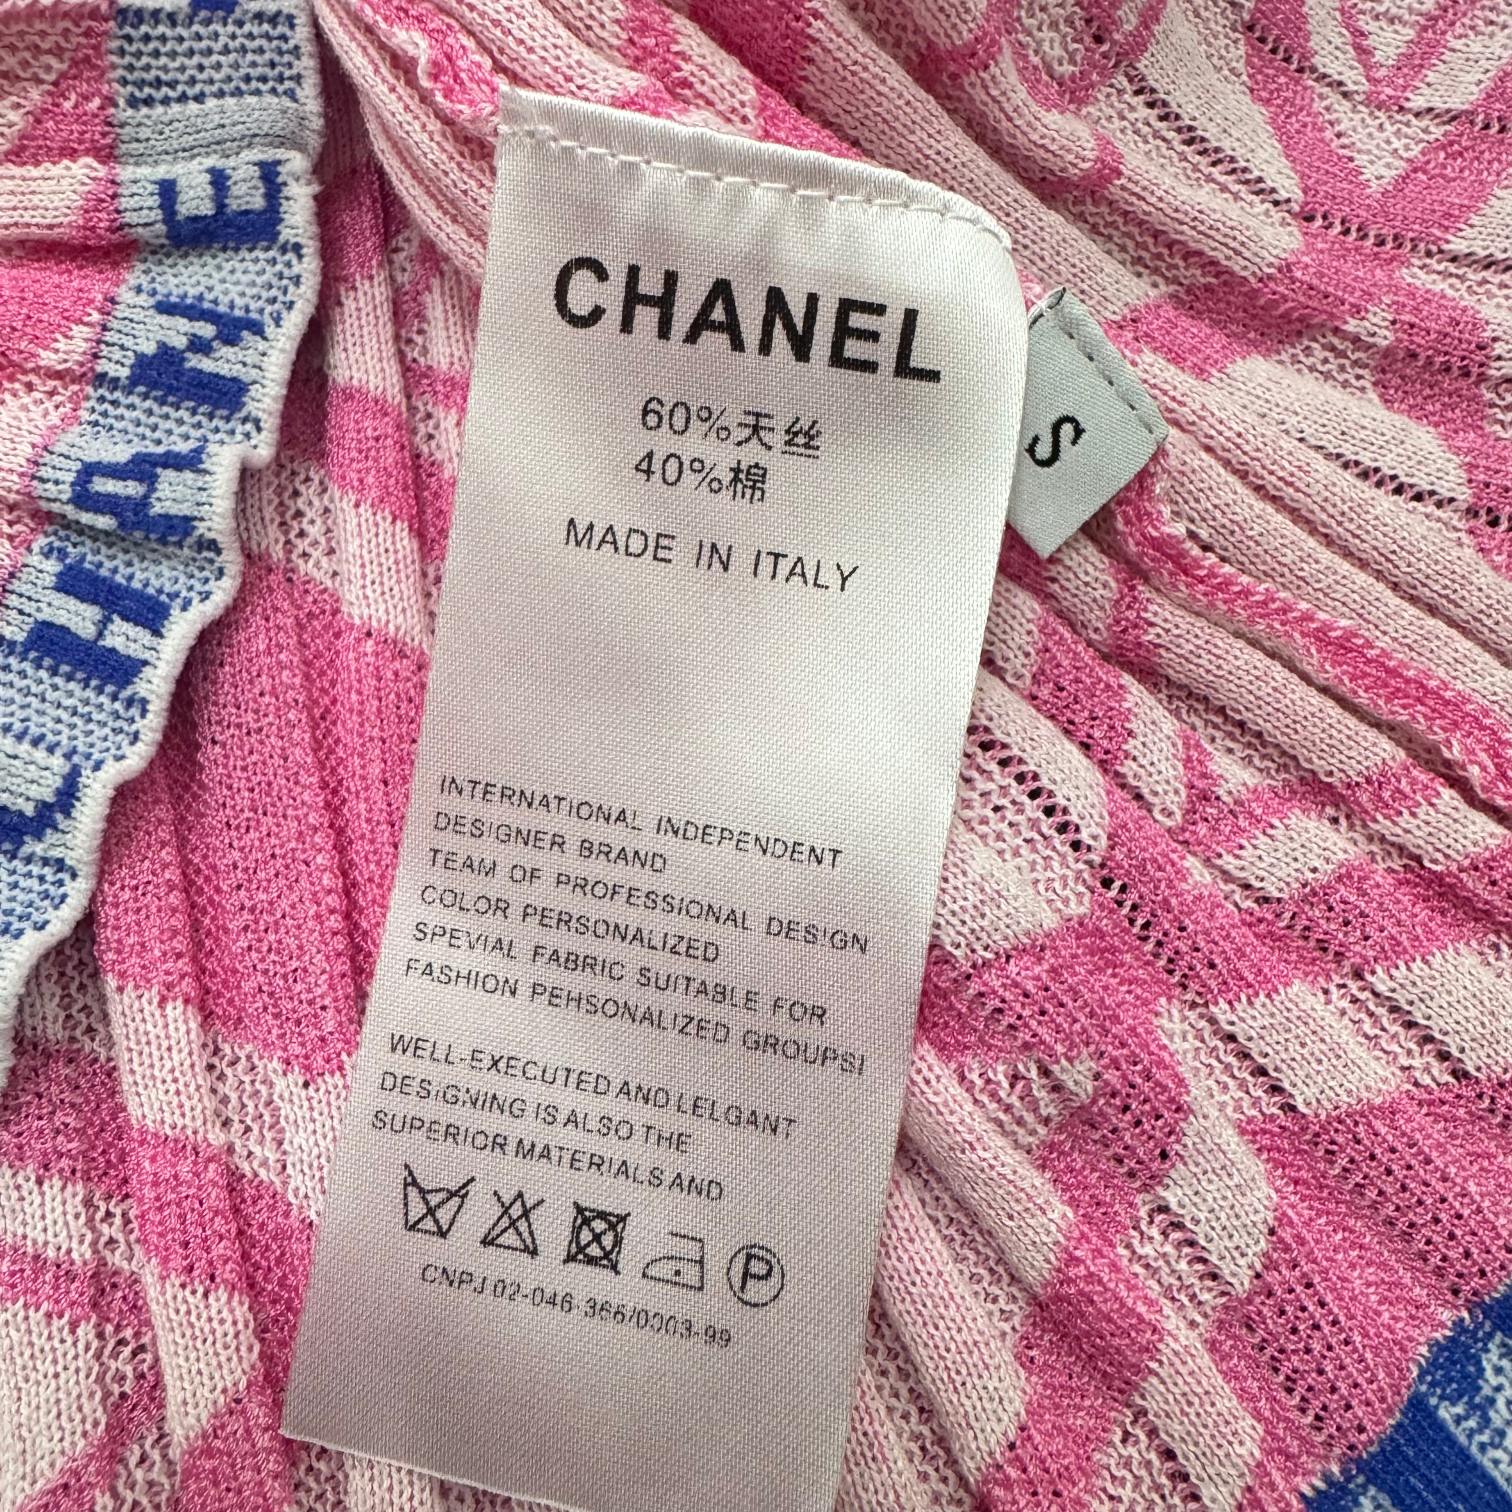 CHANEL
CHANEL
60%天丝
40%棉
MADE IN ITALY
S
INTERNATIONAL INDEPENDENT
DESIGNER BRAND
TEAM OF PROFESSIONAL DESIGN
COLOR PERSONALIZED
SPEVIAL FABRIC SUITABLE FOR
FASHION PEHSONALIZED GROUPS!
WELL-EXECUTED AND LELGANT
DESIGNING IS ALSO THE
SUPERIOR MATERIALS AND
P
CNPJ 02-046-366/0003-99